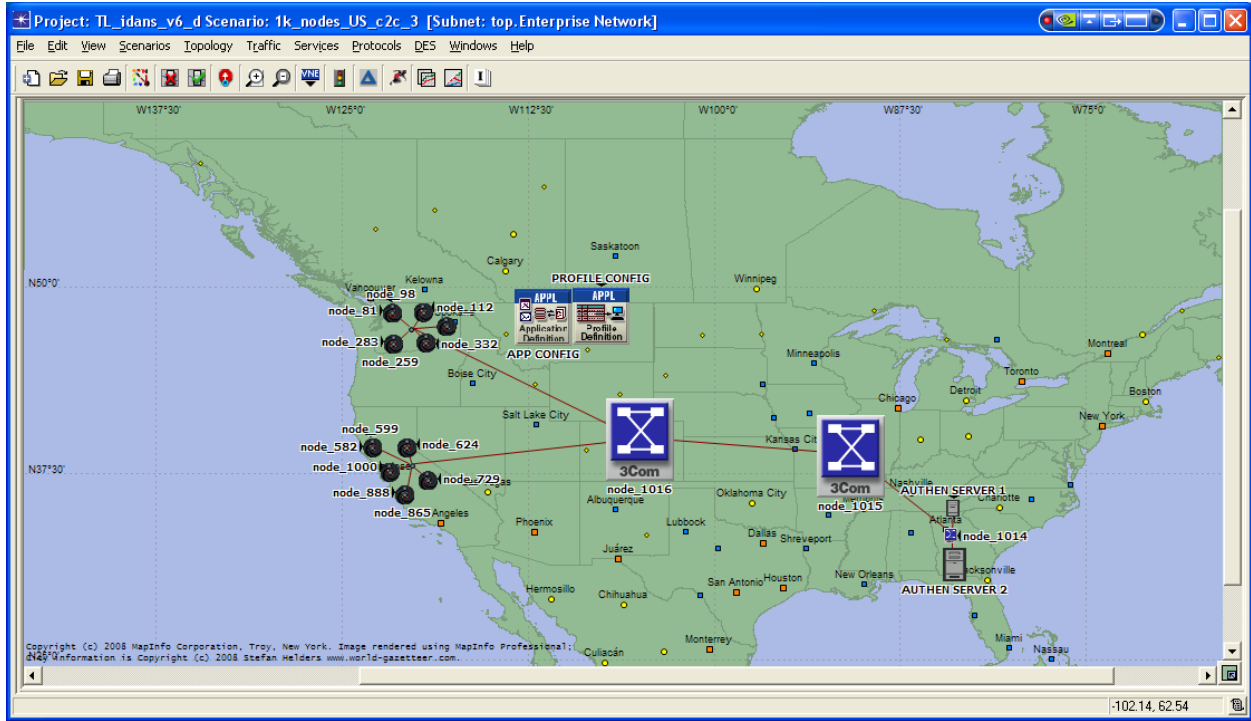 Project: TL_idans_v6_d Scenario: 1k_nodes_US_c2c_3 [Subnet: top.Enterprise Network]
File Edit View Scenarios Topology Traffic Services Protocols DES Windows Help
VNE
W137°30' W125°0' W112°30' W100°0' W87°30' W75°0'
Saskatoon
Calgary
PROFILE CONFIG
Winnipeg
N50°0'
Kelowna
Vancouver
node_98
APPL APPL
node_81
node_112
Application Definition
Profile Definition
node_283
node_332
APP CONFIG
node_259
Minneapolis
Montreal
Toronto
Boise City
Detroit
Boston
Chicago
Salt Lake City
New York
node_599
node_582
node_624
Kansas Cit
node_1000
N37°30'
node_729
gas
3Com
3Com
node_1016
node_1015
Nashville
AUTHEN SERVER 1
node_888
Albuquerque
Oklahoma City
Memphis
Charlotte
node_865
Angeles
Phoenix
Lubbock
Atlanta
Dallas
Shreveport
node_1014
Juárez
cksonville
Hermosillo
Chihuahua
San Antonio
Houston
New Orleans
AUTHEN SERVER 2
Monterrey
Miami
Culiacán
Nassau
Copyright (c) 2008 MapInfo Corporation, Troy, New York. Image rendered using MapInfo Professional;
N25°0'
City information is Copyright (c) 2008 Stefan Helders www.world-gazetteer.com.
-102.14, 62.54